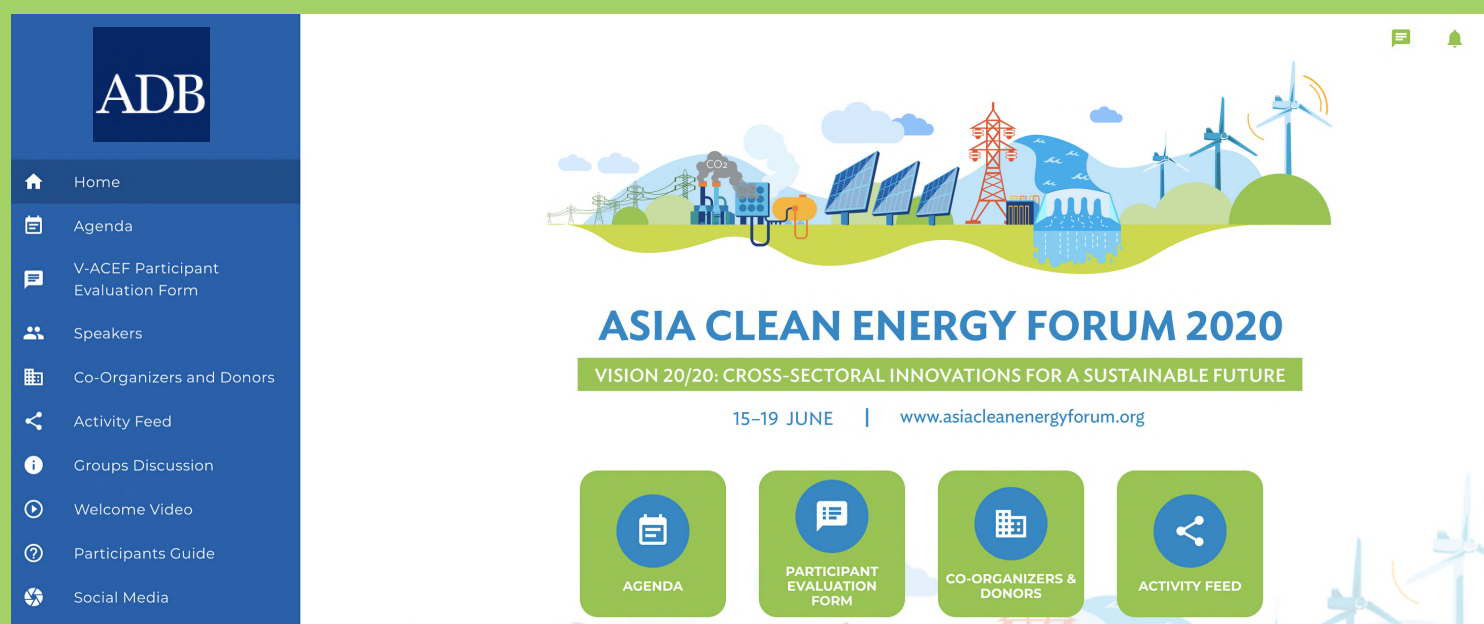 ADB
Home
Agenda
V-ACEF Participant
Evaluation Form
Speakers
Co-Organizers and Donors
Activity Feed
Groups Discussion
Welcome Video
Participants Guide
Social Media
CO2
ASIA CLEAN ENERGY FORUM 2020
VISION 20/20: CROSS-SECTORAL INNOVATIONS FOR A SUSTAINABLE FUTURE
15–19 JUNE | www.asiacleanenergyforum.org
AGENDA
PARTICIPANT
EVALUATION
FORM
CO-ORGANIZERS &
DONORS
ACTIVITY FEED